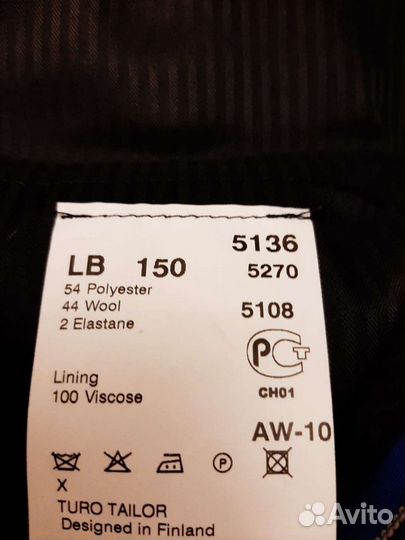 5136
LB 150 5270
54 Polyester
44 Wool 5108
2 Elastane
РСТ
Lining
100 Viscose CH01
AW-10
P
X
TURO TAILOR
Designed in Finland
Avito